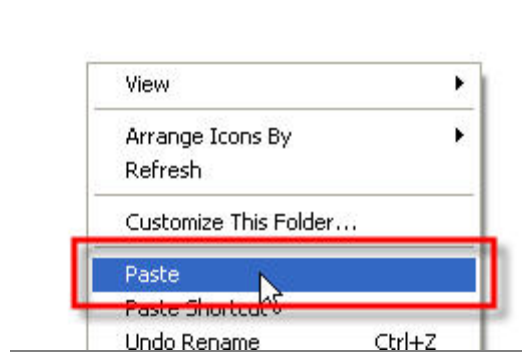 View
Arrange Icons By
Refresh
Customize This Folder...
Paste
Paste Shortcut
Undo Rename Ctrl+Z